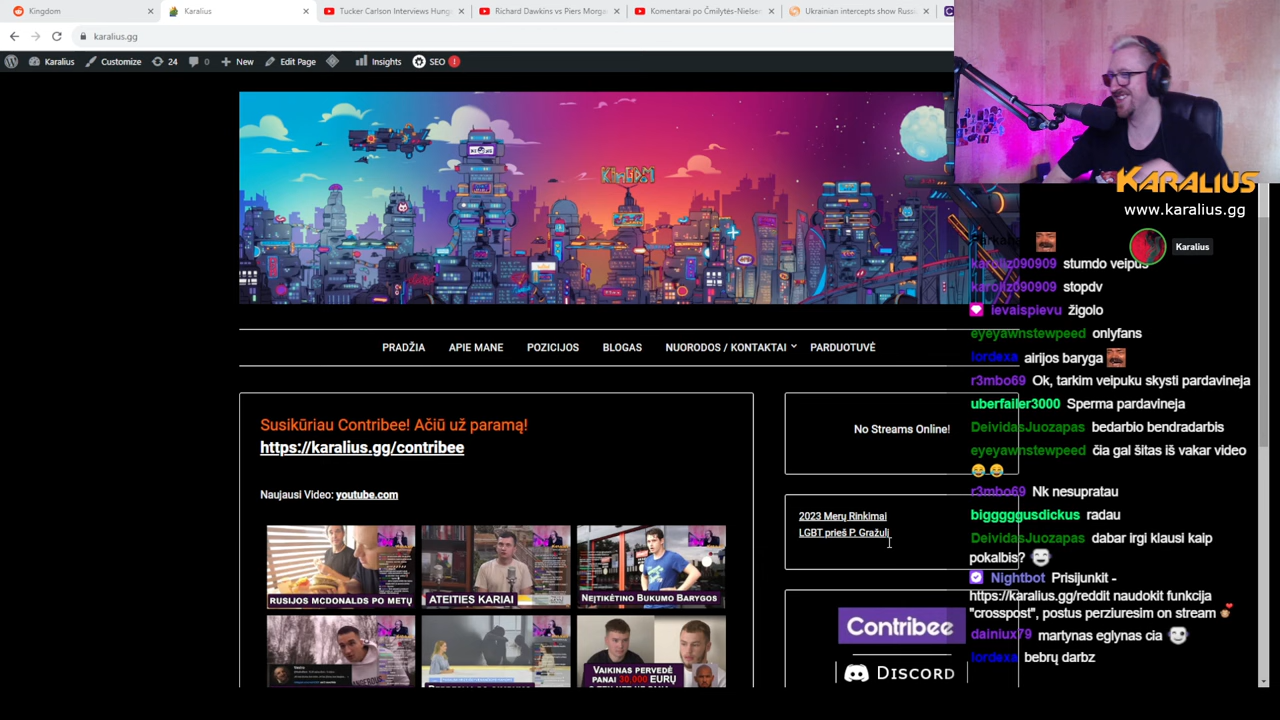 Kingdom
Karalius
Tucker Carlson Interviews Hung
Richard Dawkins vs Piers Morga
Komentarai po Čmilytės-Nielsen
Ukrainian intercepts show Russi
karalius.gg
Karalius
Customize
24
0
New
Edit Page
Insights
SEO
!
KARALIUS
www.karalius.gg
Karalius
karoliz090909 stumdo veipus
karoliz090909 stopdv
ievaispievu žigolo
eyeyawnstewpeed onlyfans
lordexa airijos baryga
r3mbo69 Ok, tarkim veipuku skysti pardavineja
uberfailer3000 Sperma pardavineja
DeividasJuozapas bedarbio bendradarbis
eyeyawnstewpeed čia gal šitas iš vakar video
r3mbo69 Nk nesupratau
bigggggusdickus radau
DeividasJuozapas dabar irgi klausi kaip
pokalbis?
Nightbot Prisijunkit -
https://karalius.gg/reddit naudokit funkcija
"crosspost", postus perziuresim on stream
dainiux79 martynas eglynas cia
lordexa bebrų darbz
PRADŽIA
APIE MANE
POZICIJOS
BLOGAS
NUORODOS / KONTAKTAI
PARDUOTUVĖ
Susikūriau Contribee! Ačiū už paramą!
https://karalius.gg/contribee
Naujausi Video: youtube.com
RUSIJOS MCDONALDS PO METŲ
ATEITIES KARIAI
NEĮTIKĖTINO BUKUMO BARYGOS
VAIKINAS PERVEDĖ
PANAI 30.000 EURŲ
No Streams Online!
2023 Merų Rinkimai
LGBT prieš P. Gražulį
Contribee
DISCORD